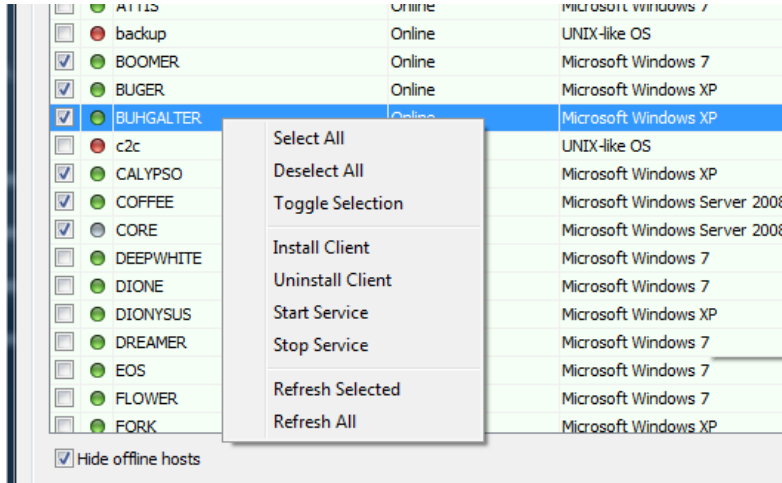 ATTIS Online Microsoft Windows 7
backup Online UNIX-like OS
BOOMER Online Microsoft Windows 7
BUGER Online Microsoft Windows XP
BUHGALTER Online Microsoft Windows XP
c2c UNIX-like OS
CALYPSO Microsoft Windows XP
COFFEE Microsoft Windows Server 2008
CORE Microsoft Windows Server 2008
DEEPWHITE Microsoft Windows 7
DIONE Microsoft Windows 7
DIONYSUS Microsoft Windows XP
DREAMER Microsoft Windows 7
EOS Microsoft Windows 7
FLOWER Microsoft Windows 7
FORK Microsoft Windows XP
Select All
Deselect All
Toggle Selection
Install Client
Uninstall Client
Start Service
Stop Service
Refresh Selected
Refresh All
Hide offline hosts